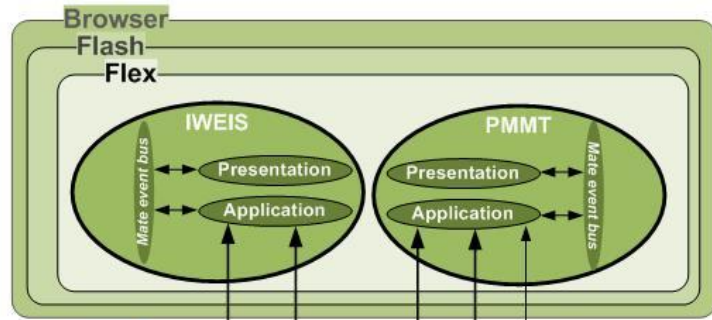 Browser
Flash
Flex
IWEIS
PMMT
Mate event bus
Presentation
Application
Presentation
Application
Mate event bus